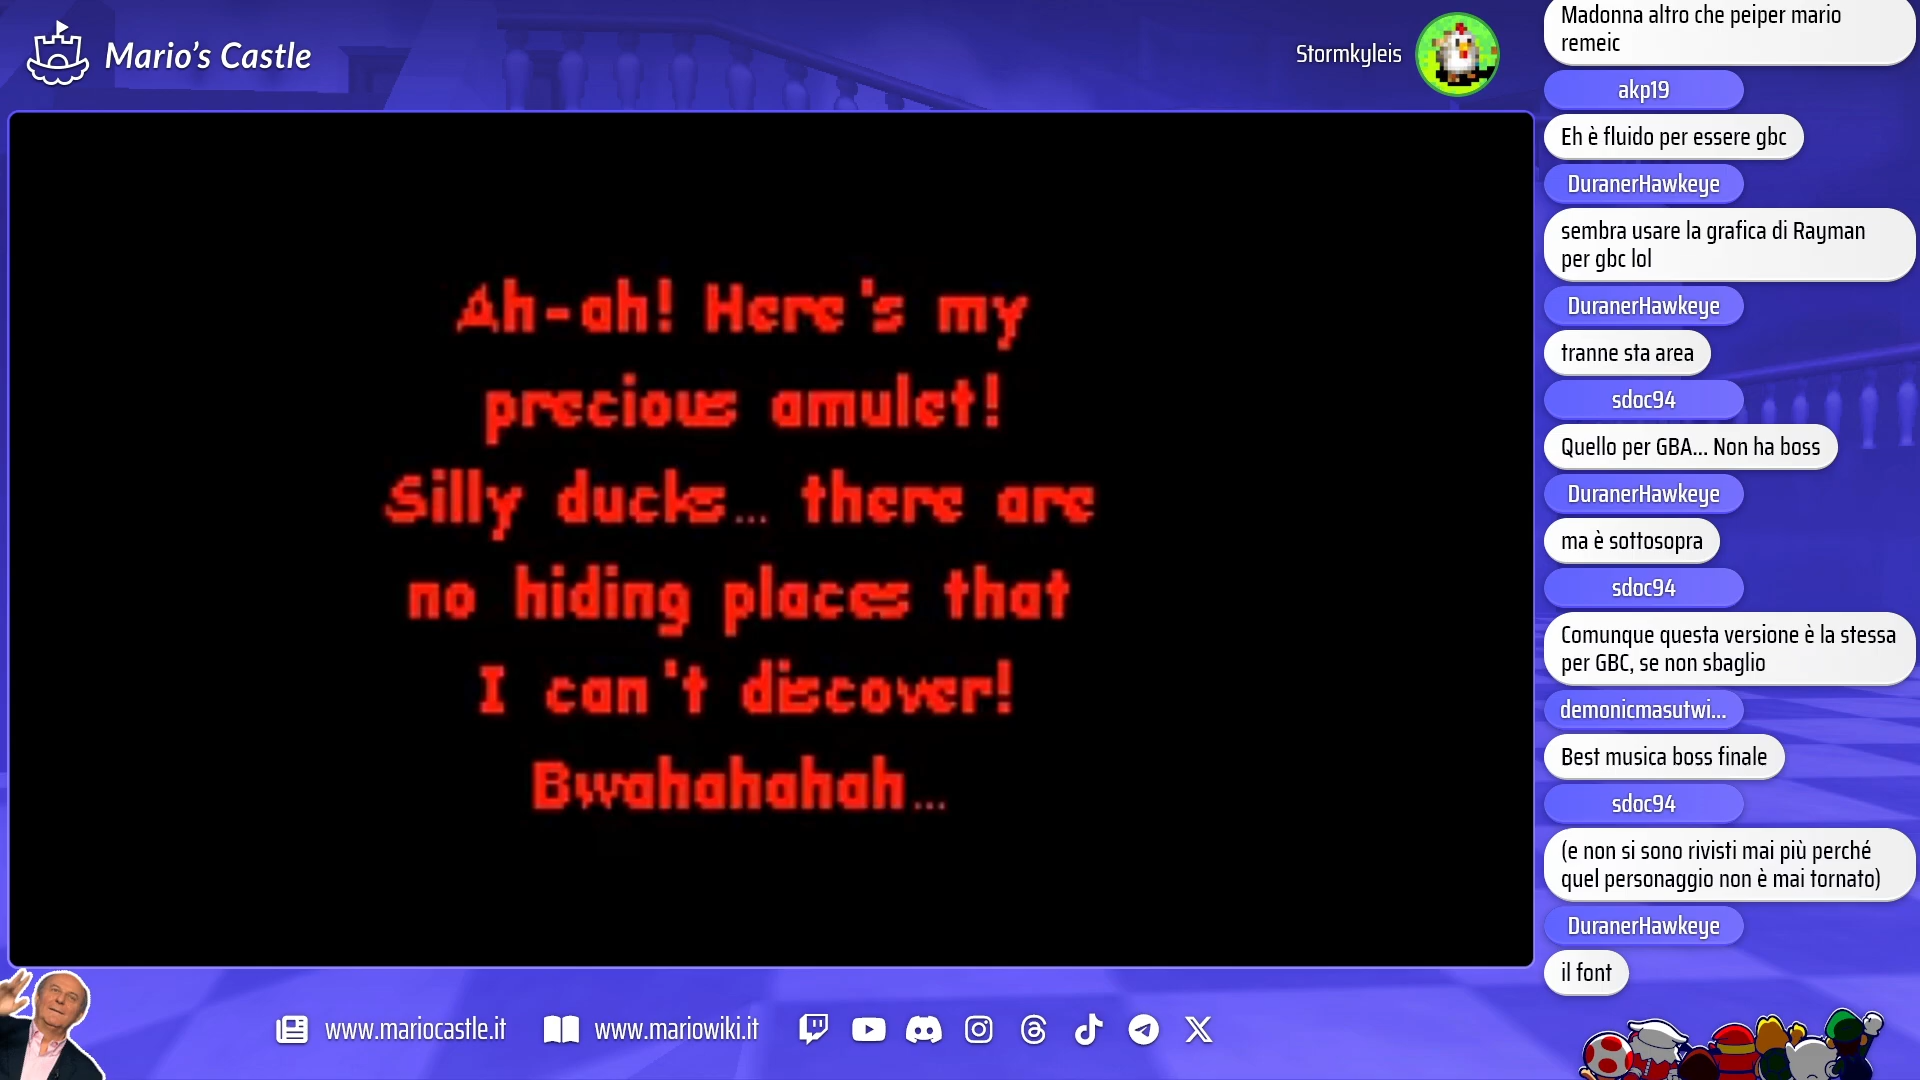 Mario's Castle
Stormkyleis
Ah-ah! Here's my
precious amulet!
Silly ducks... there are
no hiding places that
I can't discover!
Bwahahahah...
Madonna altro che peiper mario
remeic
akp19
Eh è fluido per essere gbc
DuranerHawkeye
sembra usare la grafica di Rayman
per gbc lol
DuranerHawkeye
tranne sta area
sdoc94
Quello per GBA... Non ha boss
DuranerHawkeye
ma è sottosopra
sdoc94
Comunque questa versione è la stessa
per GBC, se non sbaglio
demonicmasutwi...
Best musica boss finale
sdoc94
(e non si sono rivisti mai più perché
quel personaggio non è mai tornato)
DuranerHawkeye
il font
www.mariocastle.it
www.mariowiki.it